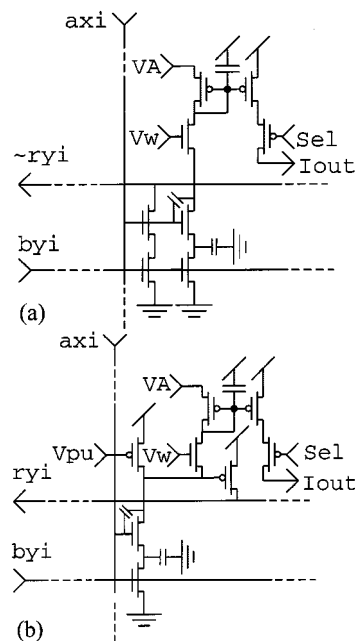 axi
VA
Vw
Sel
~ryi
Iout
byi
(a)
axi
VA
Vpu
Vw
Sel
ryi
Iout
byi
(b)